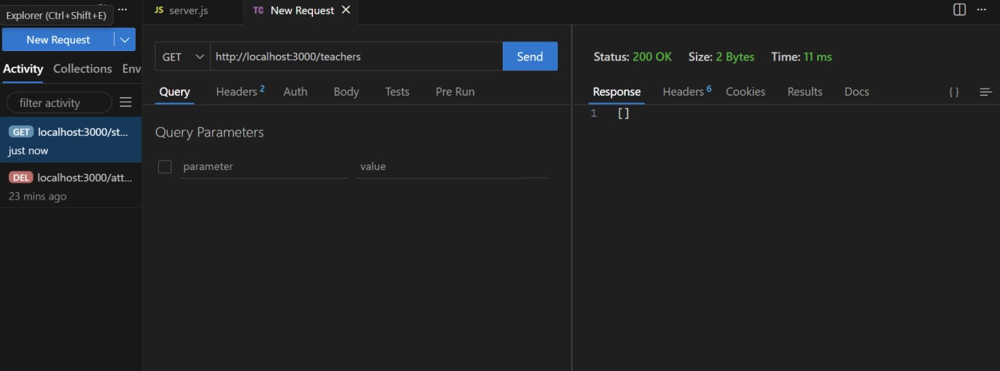 Explorer (Ctrl+Shift+E) ...
JS server.js
TC New Request ✕
...
New Request
Activity Collections Env
filter activity
GET localhost:3000/st...
just now
DEL localhost:3000/att...
23 mins ago
GET http://localhost:3000/teachers Send
Query Headers 2 Auth Body Tests Pre Run
Query Parameters
parameter value
Status: 200 OK Size: 2 Bytes Time: 11 ms
Response Headers 6 Cookies Results Docs { }
1 []